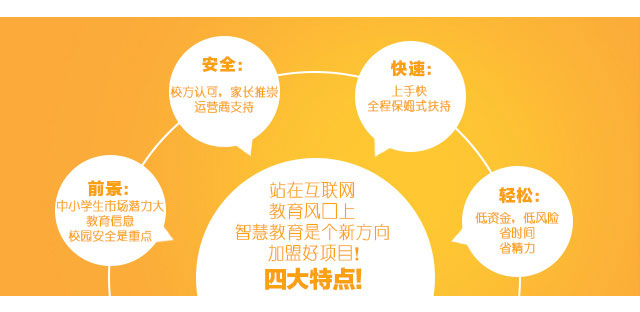 安全：
校方认可，家长推崇
运营商支持
快速：
上手快
全程保姆式扶持
前景：
中小学生市场潜力大
教育信息
校园安全是重点
站在互联网
教育风口上
智慧教育是个新方向
加盟好项目！
四大特点！
轻松：
低资金，低风险
省时间
省精力